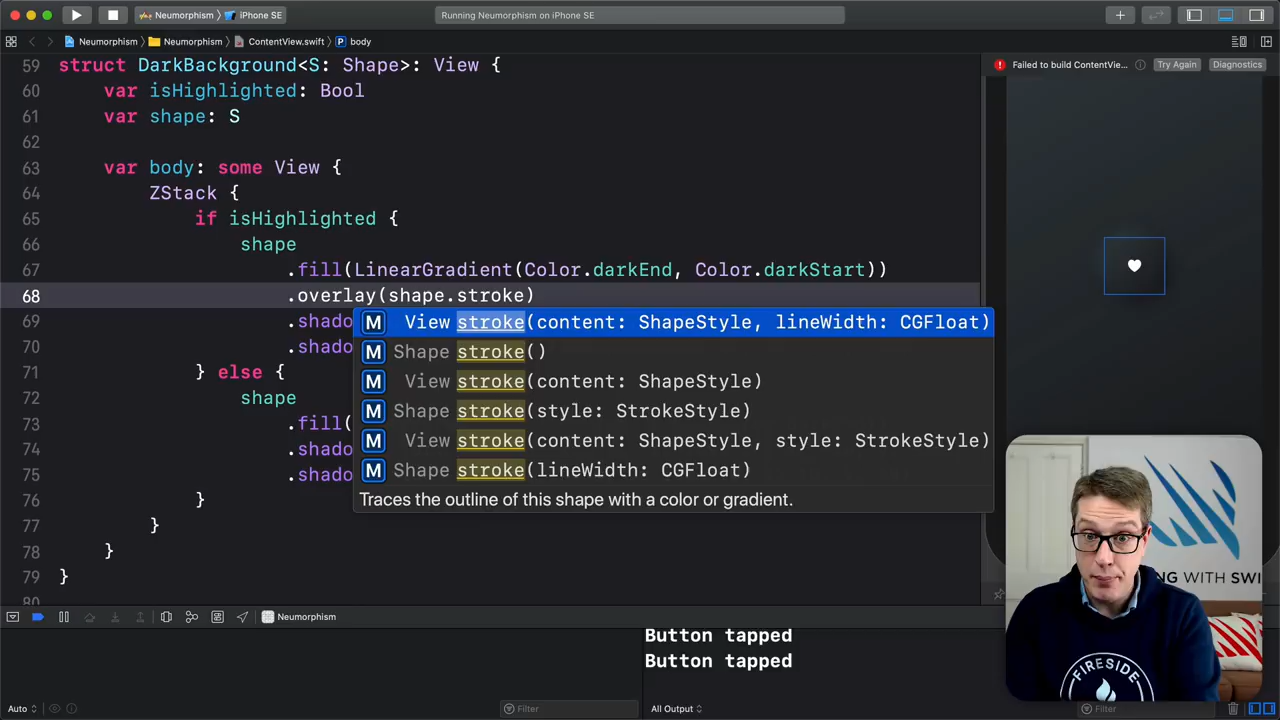 Neumorphism 〉 iPhone SE
Running Neumorphism on iPhone SE
Neumorphism 〉 Neumorphism 〉 ContentView.swift 〉 P body
59 struct DarkBackground<S: Shape>: View {
60 var isHighlighted: Bool
61 var shape: S
62
63 var body: some View {
64 ZStack {
65 if isHighlighted {
66 shape
67 .fill(LinearGradient(Color.darkEnd, Color.darkStart))
68 .overlay(shape.stroke)
69 .shado
70 .shado
71 } else {
72 shape
73 .fill(
74 .shado
75 .shado
76 }
77 }
78 }
79 }
80
M View stroke(content: ShapeStyle, lineWidth: CGFloat)
M Shape stroke()
M View stroke(content: ShapeStyle)
M Shape stroke(style: StrokeStyle)
M View stroke(content: ShapeStyle, style: StrokeStyle)
M Shape stroke(lineWidth: CGFloat)
Traces the outline of this shape with a color or gradient.
Failed to build ContentVie... Try Again Diagnostics
NG WITH SWI
FIRESIDE
Neumorphism
Button tapped
Button tapped
Auto
Filter
All Output
Filter